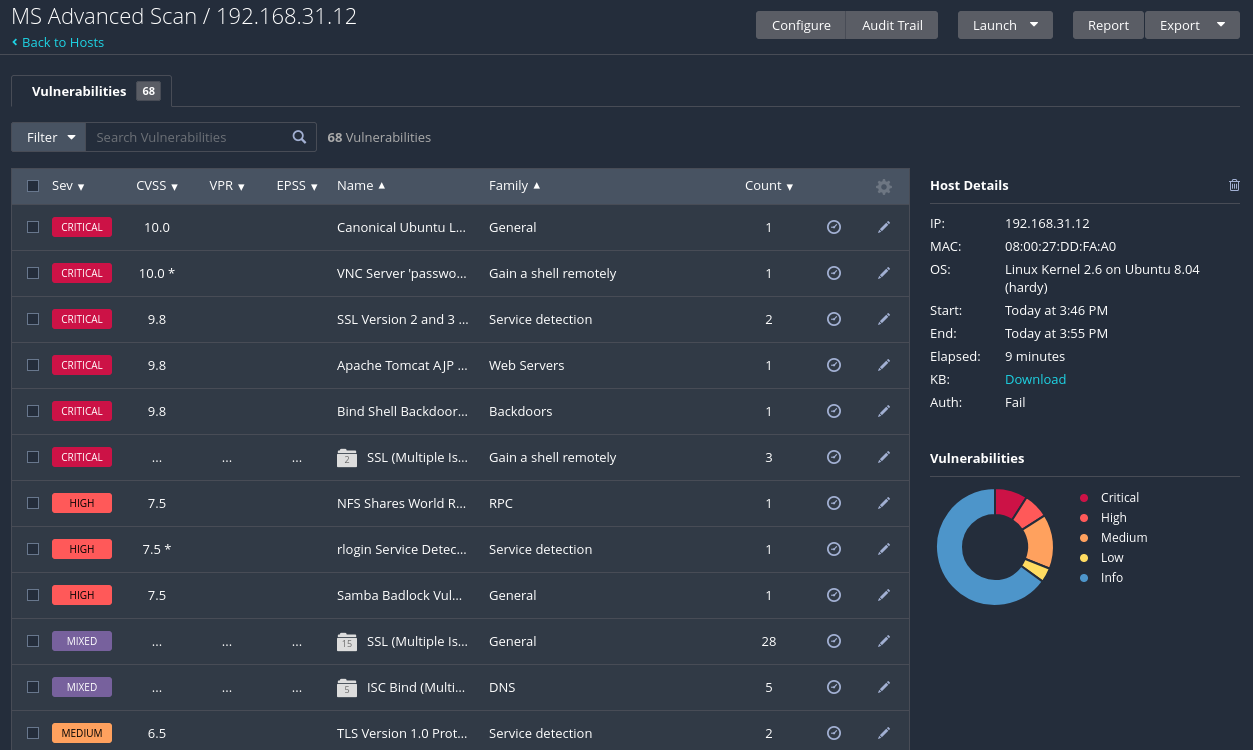 MS Advanced Scan / 192.168.31.12
Back to Hosts
Configure Audit Trail Launch Report Export
Vulnerabilities 68
Filter Search Vulnerabilities 68 Vulnerabilities
Sev CVSS VPR EPSS Name Family Count
CRITICAL 10.0 Canonical Ubuntu L... General 1
CRITICAL 10.0 * VNC Server 'passwo... Gain a shell remotely 1
CRITICAL 9.8 SSL Version 2 and 3 ... Service detection 2
CRITICAL 9.8 Apache Tomcat AJP ... Web Servers 1
CRITICAL 9.8 Bind Shell Backdoor... Backdoors 1
CRITICAL ... ... ... 2 SSL (Multiple Is... Gain a shell remotely 3
HIGH 7.5 NFS Shares World R... RPC 1
HIGH 7.5 * rlogin Service Detec... Service detection 1
HIGH 7.5 Samba Badlock Vul... General 1
MIXED ... ... ... 15 SSL (Multiple Is... General 28
MIXED ... ... ... 5 ISC Bind (Multi... DNS 5
MEDIUM 6.5 TLS Version 1.0 Prot... Service detection 2
Host Details
IP: 192.168.31.12
MAC: 08:00:27:DD:FA:A0
OS: Linux Kernel 2.6 on Ubuntu 8.04
(hardy)
Start: Today at 3:46 PM
End: Today at 3:55 PM
Elapsed: 9 minutes
KB: Download
Auth: Fail
Vulnerabilities
Critical
High
Medium
Low
Info